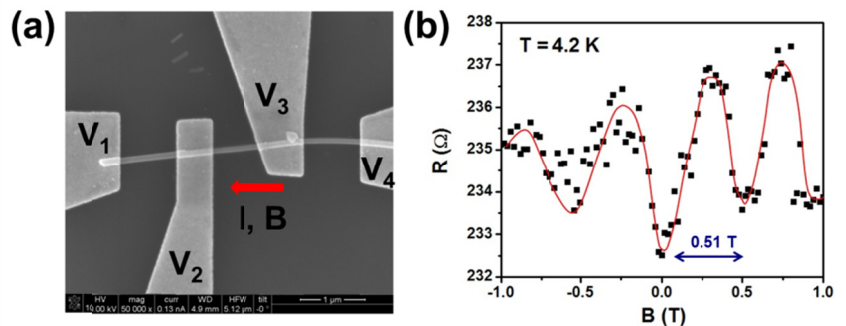 (a)
V1
V2
V3
V4
I, B
HV mag curr WD HFW tilt
10.00 kV 50 000 x 0.13 nA 4.9 mm 5.12 µm -0 °
1 µm
(b)
T = 4.2 K
R (Ω)
238
237
236
235
234
233
232
0.51 T
-1.0 -0.5 0.0 0.5 1.0
B (T)